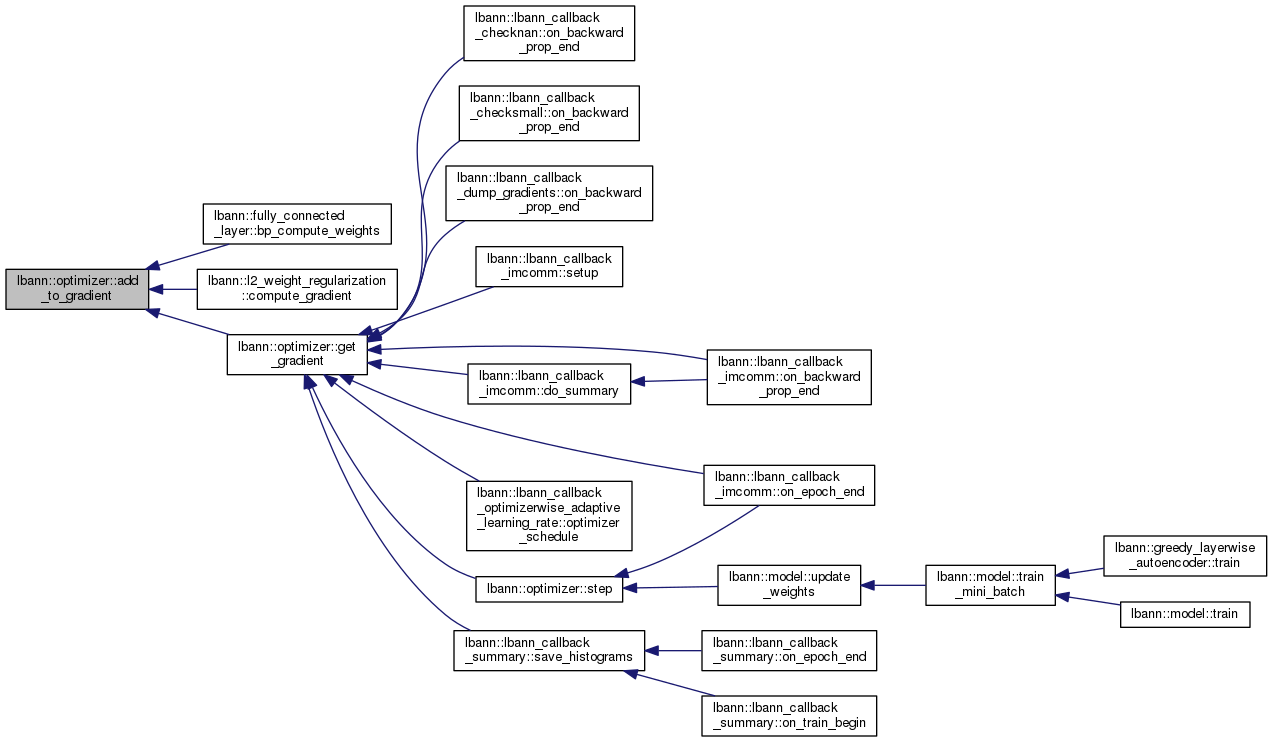 lbann::lbann_callback
_checknan::on_backward
_prop_end
lbann::lbann_callback
_checksmall::on_backward
_prop_end
lbann::lbann_callback
_dump_gradients::on_backward
_prop_end
lbann::fully_connected
_layer::bp_compute_weights
lbann::lbann_callback
_imcomm::setup
lbann::optimizer::add
_to_gradient
lbann::l2_weight_regularization
::compute_gradient
lbann::optimizer::get
_gradient
lbann::lbann_callback
_imcomm::do_summary
lbann::lbann_callback
_imcomm::on_backward
_prop_end
lbann::lbann_callback
_imcomm::on_epoch_end
lbann::lbann_callback
_optimizerwise_adaptive
_learning_rate::optimizer
_schedule
lbann::optimizer::step
lbann::model::update
_weights
lbann::model::train
_mini_batch
lbann::greedy_layerwise
_autoencoder::train
lbann::model::train
lbann::lbann_callback
_summary::save_histograms
lbann::lbann_callback
_summary::on_epoch_end
lbann::lbann_callback
_summary::on_train_begin